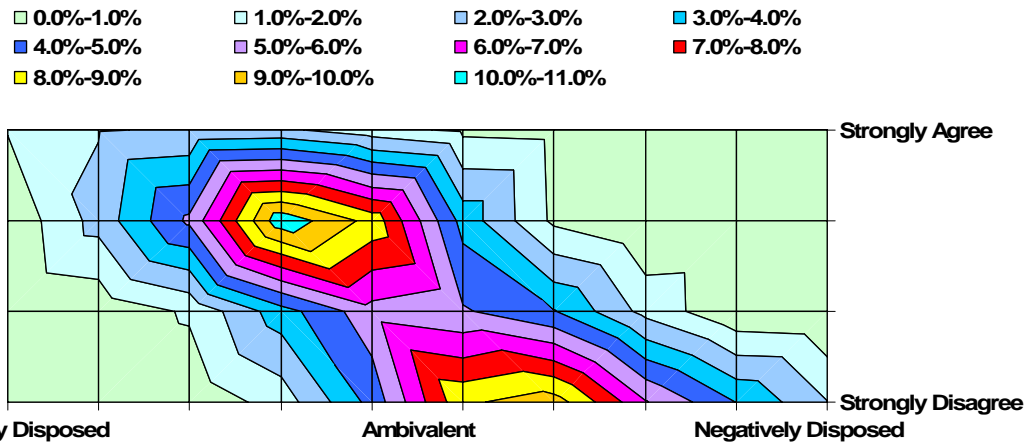 0.0%-1.0% 1.0%-2.0% 2.0%-3.0% 3.0%-4.0%
4.0%-5.0% 5.0%-6.0% 6.0%-7.0% 7.0%-8.0%
8.0%-9.0% 9.0%-10.0% 10.0%-11.0%
Strongly Agree
Strongly Disagree
y Disposed Ambivalent Negatively Disposed